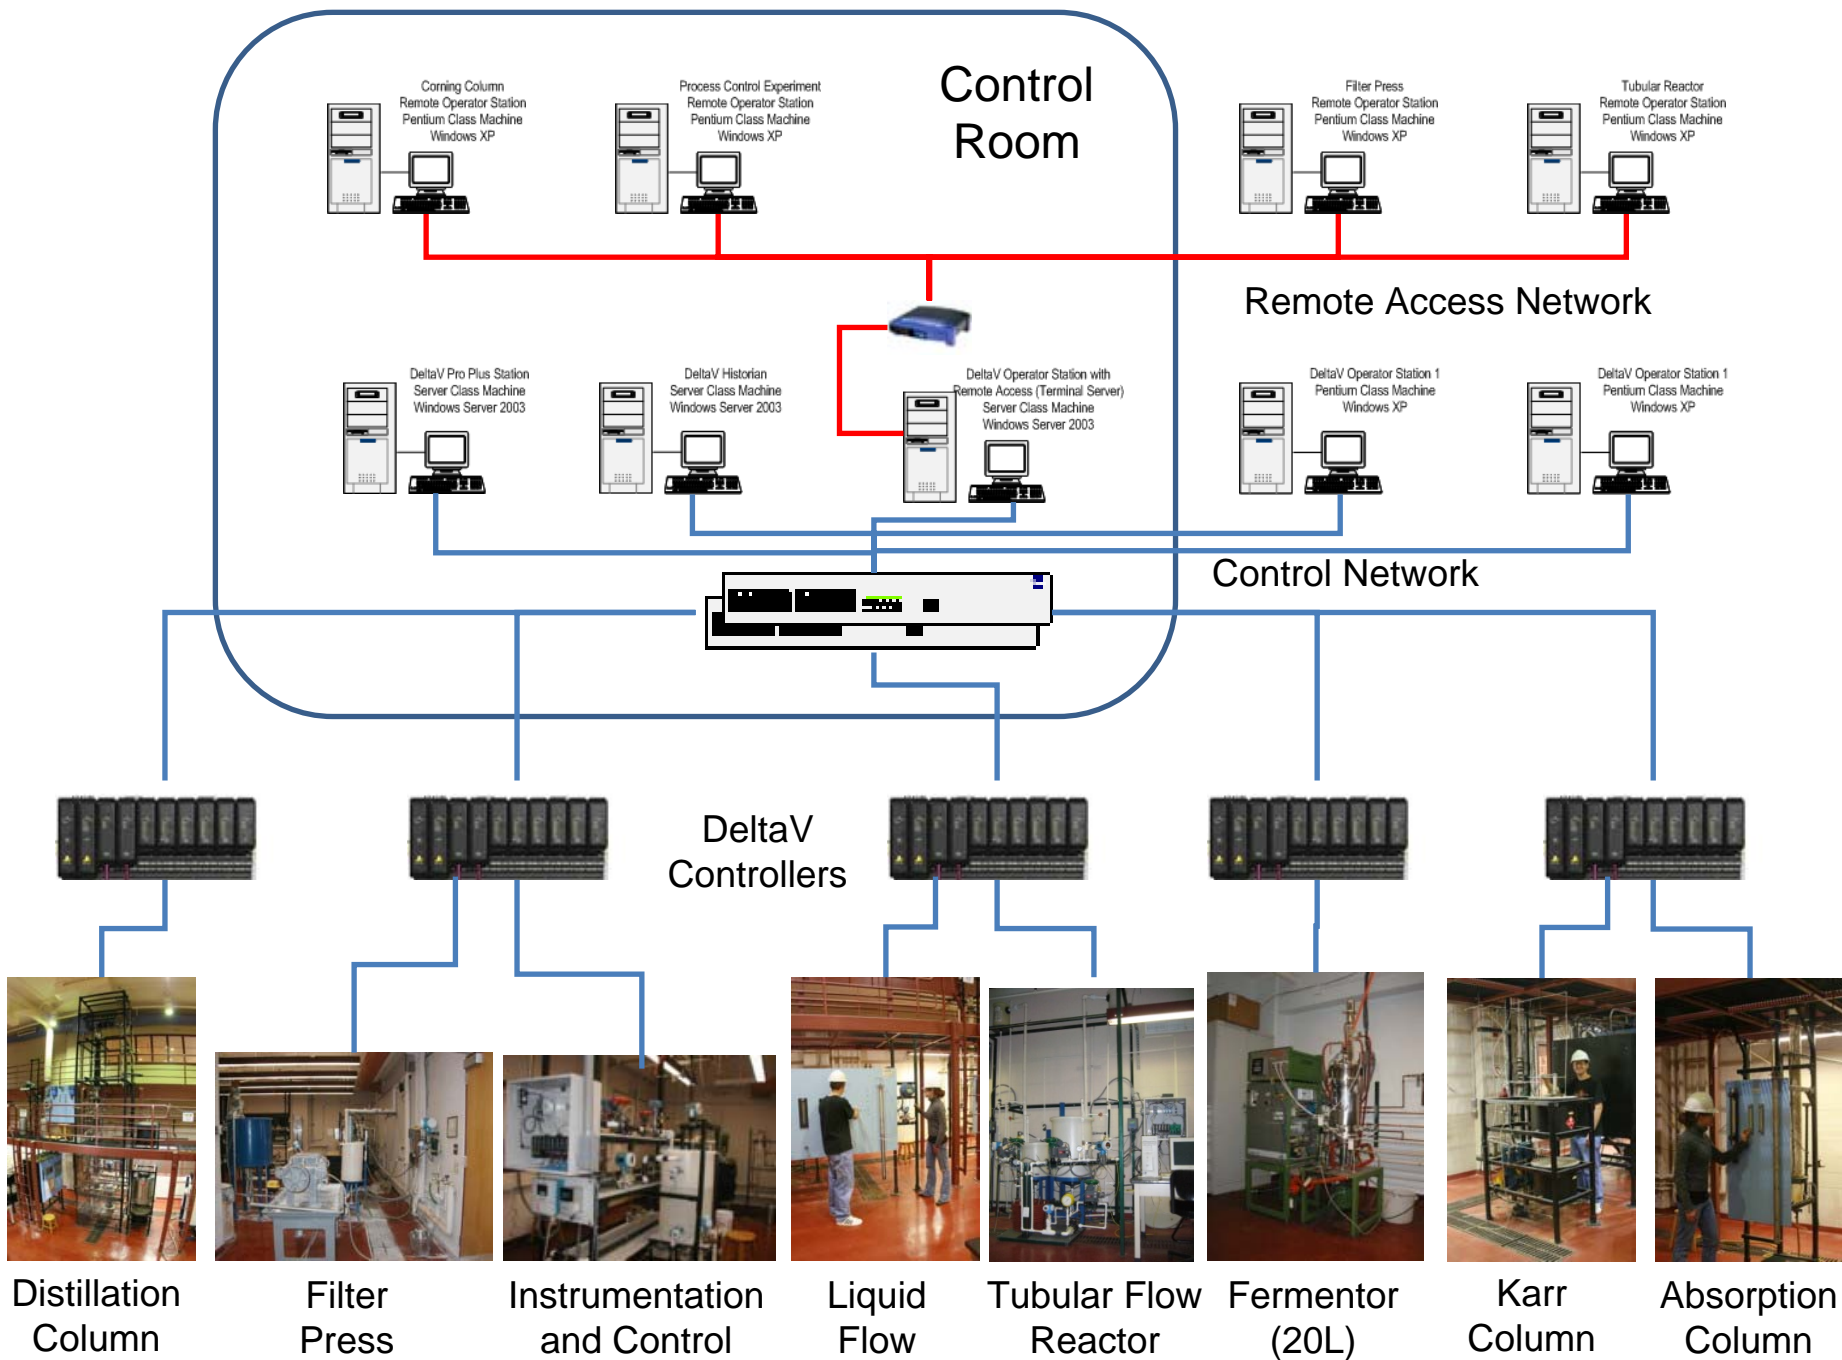 Control
Room
Corning Column
Remote Operator Station
Pentium Class Machine
Windows XP
Process Control Experiment
Remote Operator Station
Pentium Class Machine
Windows XP
Filter Press
Remote Operator Station
Pentium Class Machine
Windows XP
Tubular Reactor
Remote Operator Station
Pentium Class Machine
Windows XP
Remote Access Network
DeltaV Pro Plus Station
Server Class Machine
Windows Server 2003
DeltaV Historian
Server Class Machine
Windows Server 2003
DeltaV Operator Station with
Remote Access (Terminal Server)
Server Class Machine
Windows Server 2003
DeltaV Operator Station 1
Pentium Class Machine
Windows XP
DeltaV Operator Station 1
Pentium Class Machine
Windows XP
Control Network
DeltaV
Controllers
Distillation
Column
Filter
Press
Instrumentation
and Control
Liquid
Flow
Tubular Flow
Reactor
Fermentor
(20L)
Karr
Column
Absorption
Column